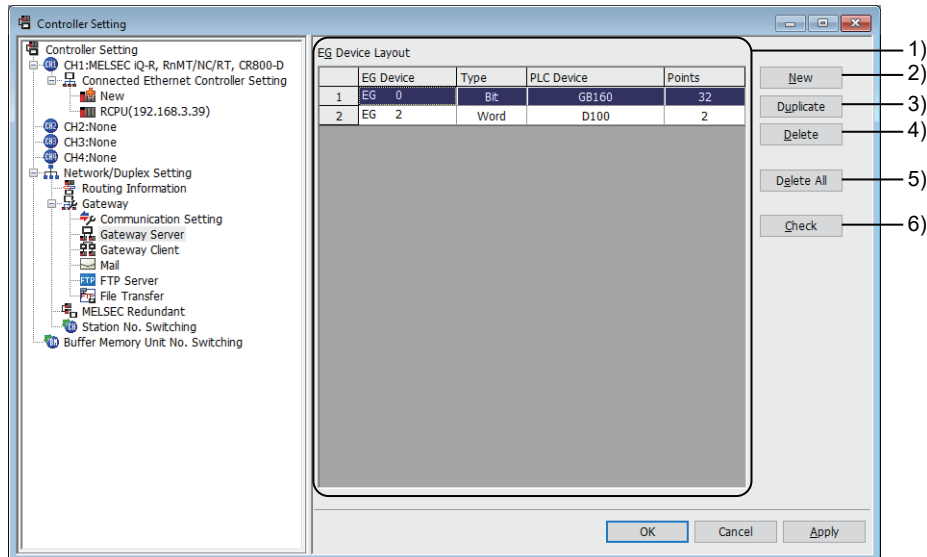 Controller Setting
Controller Setting
CH1:MELSEC iQ-R, RnMT/NC/RT, CR800-D
Connected Ethernet Controller Setting
New
RCPU(192.168.3.39)
CH2:None
CH3:None
CH4:None
Network/Duplex Setting
Routing Information
Gateway
Communication Setting
Gateway Server
Gateway Client
Mail
FTP Server
File Transfer
MELSEC Redundant
Station No. Switching
Buffer Memory Unit No. Switching
EG Device Layout
EG Device Type PLC Device Points
1 EG 0 Bit GB160 32
2 EG 2 Word D100 2
New
Duplicate
Delete
Delete All
Check
OK Cancel Apply
1)
2)
3)
4)
5)
6)